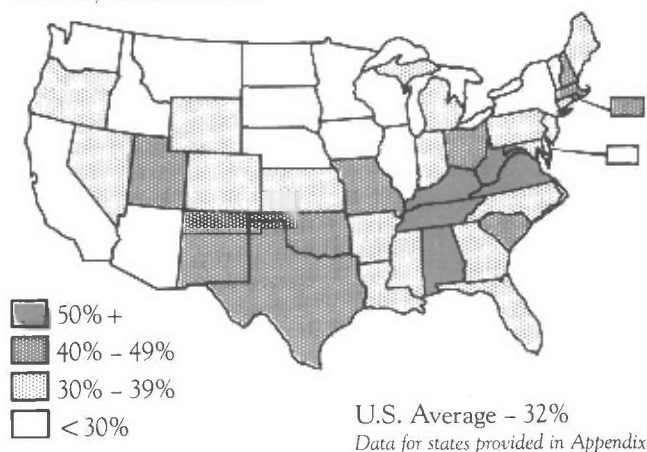 50% +
40% - 49%
30% - 39%
< 30%
U.S. Average – 32%
Data for states provided in Appendix